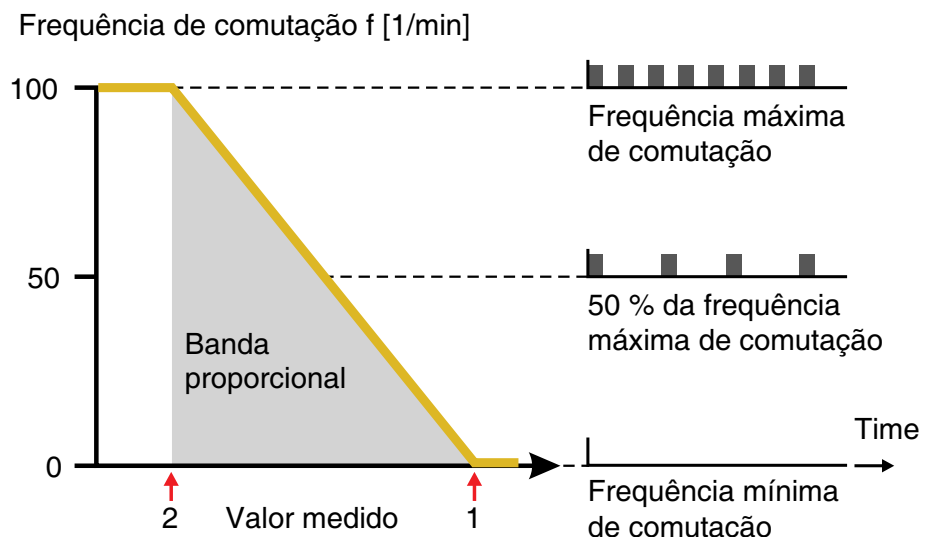 Frequência de comutação f [1/min]
100
Frequência máxima
de comutação
50
50 % da frequência
máxima de comutação
Banda
proporcional
Time
0
Frequência mínima
de comutação
2 Valor medido 1